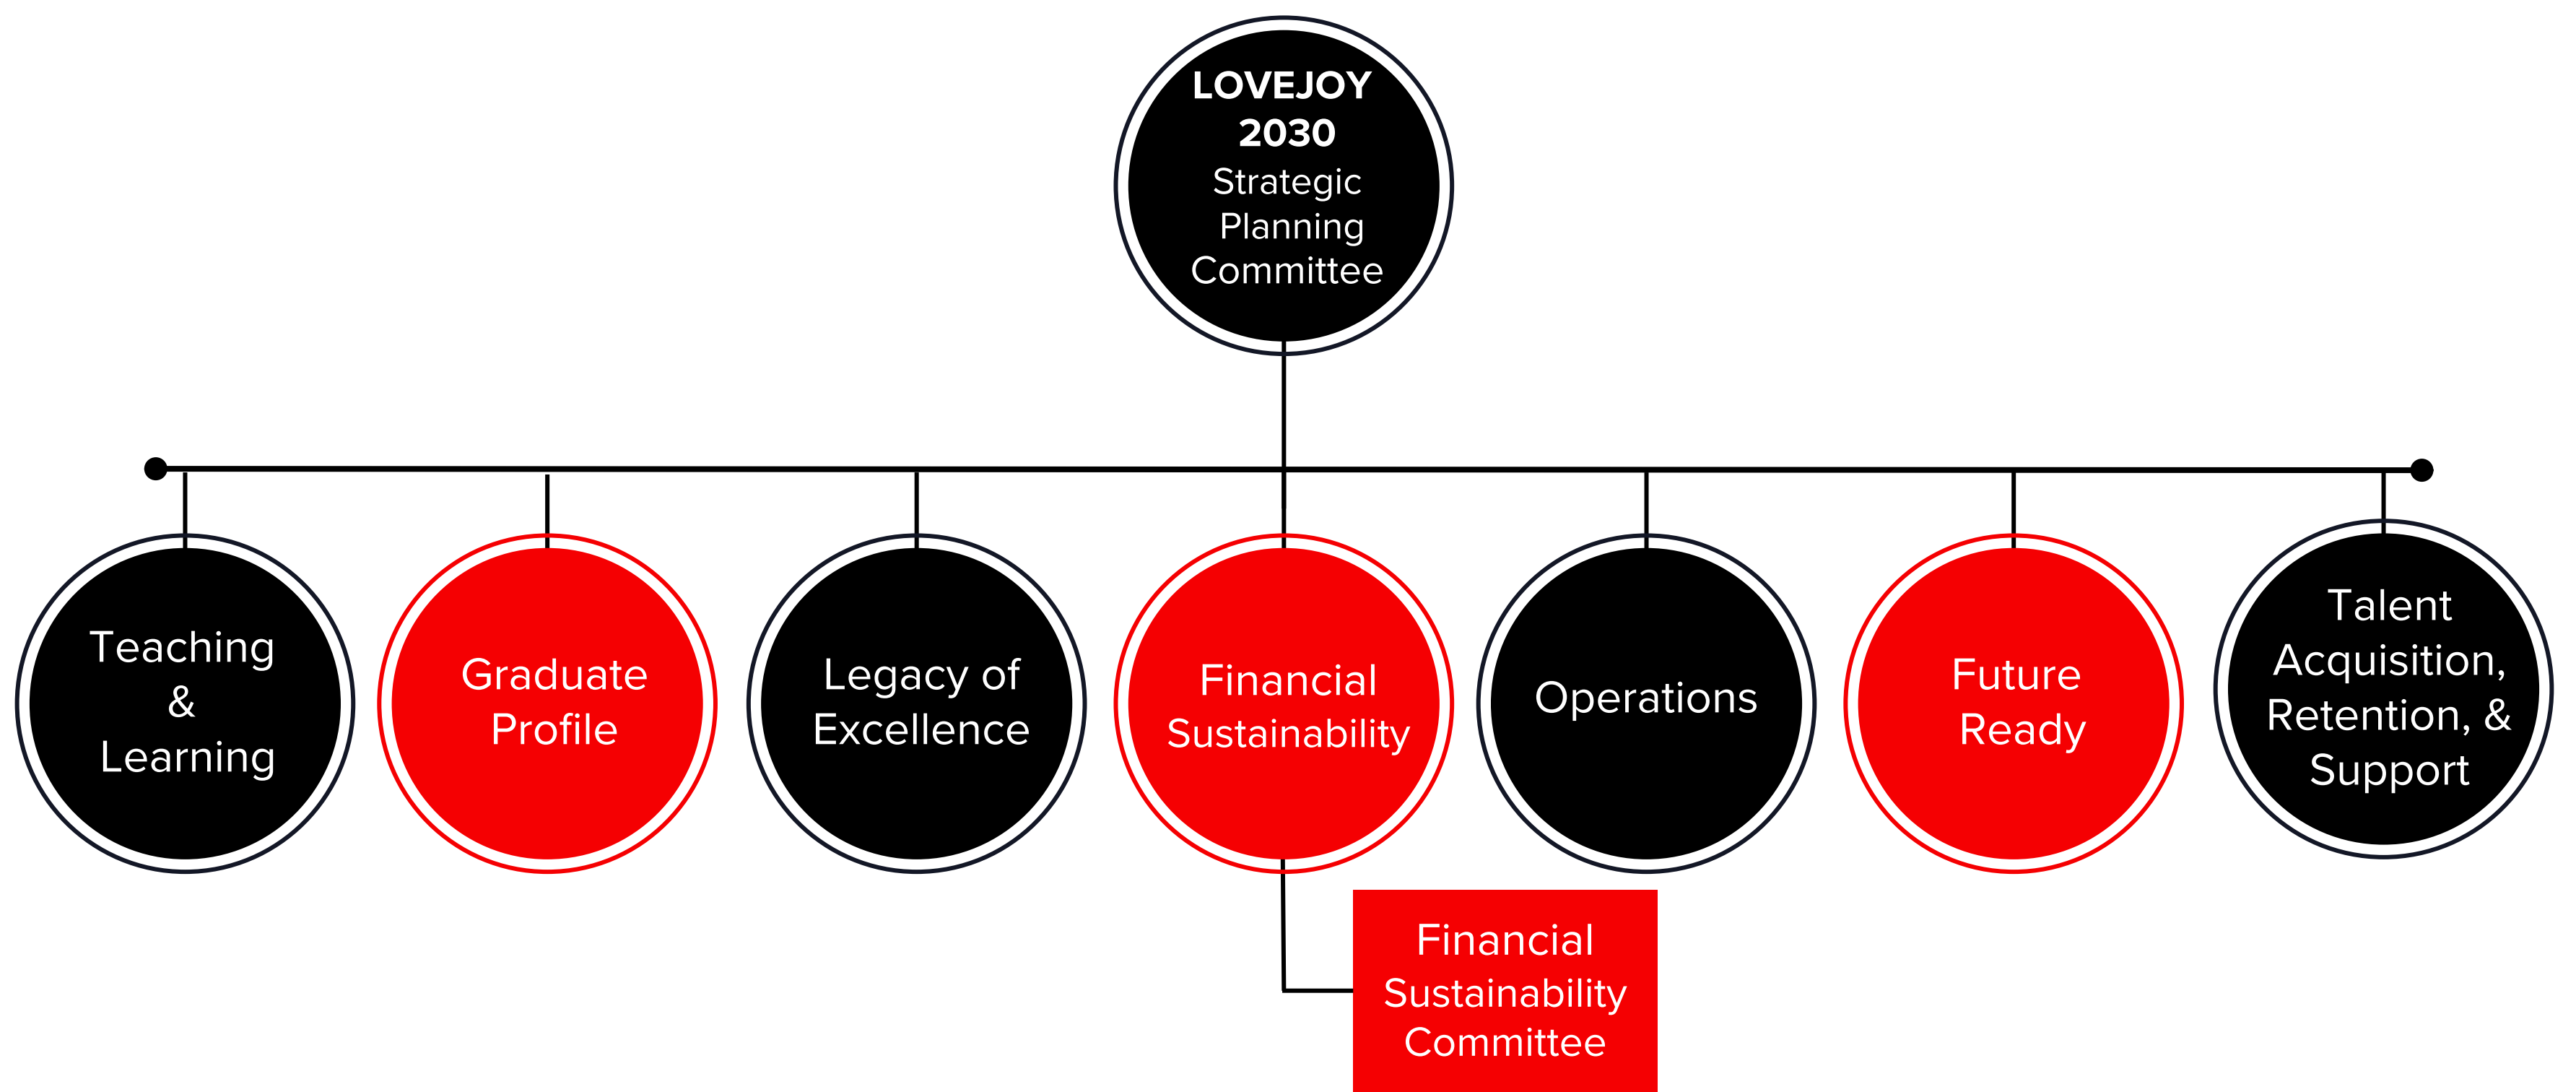 LOVEJOY
2030
Strategic
Planning
Committee
Teaching
&
Learning
Graduate
Profile
Legacy of
Excellence
Financial
Sustainability
Operations
Future
Ready
Talent
Acquisition,
Retention, &
Support
Financial
Sustainability
Committee